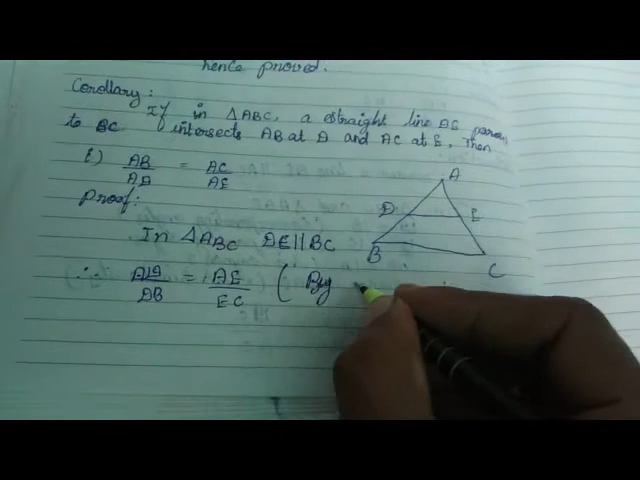 hence proved.
Corollary:
If in ΔABC, a straight line DE
to BC intersects AB at D and AC at E, then
i) AB/AD = AC/AE
Proof:
In ΔABC DE||BC
∴ AD/DB = AE/EC ( By
A
D E
B C